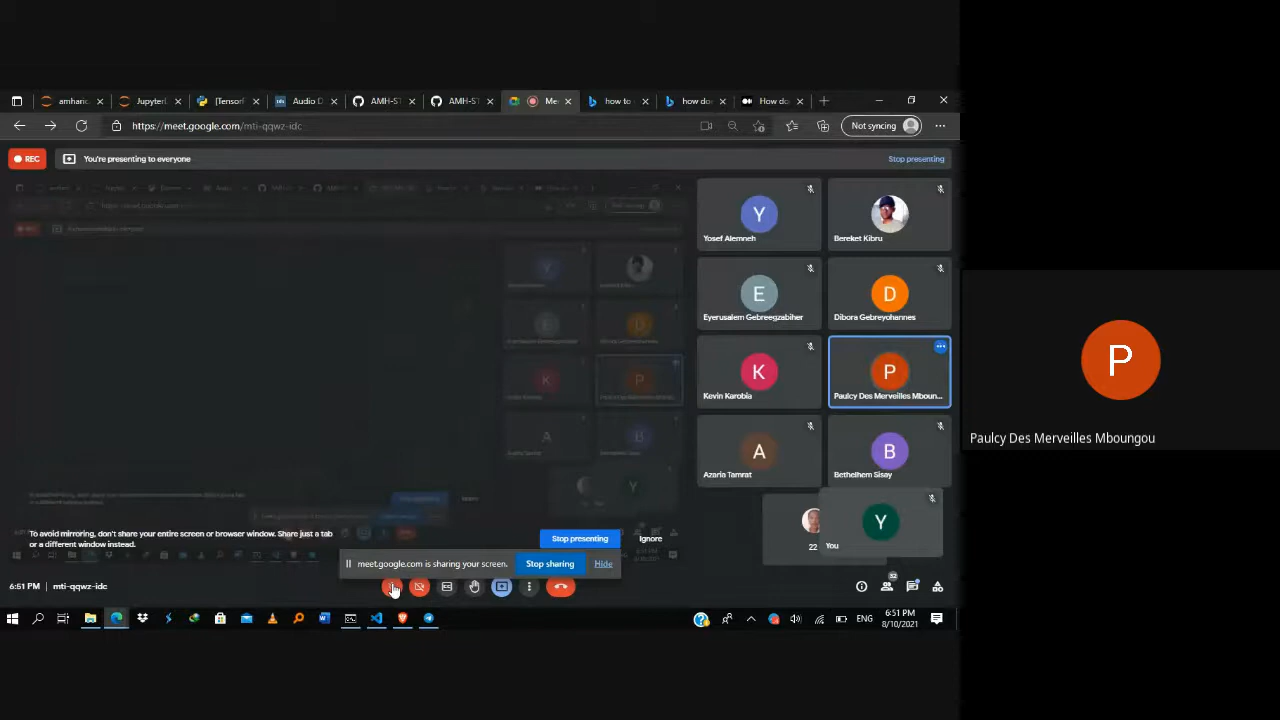 amharic
JupyterL
[Tensorf
Audio D
AMH-ST
AMH-ST
Me
how to
how do
How do
https://meet.google.com/mti-qqwz-idc
Not syncing
REC
You're presenting to everyone
Stop presenting
Y
Yosef Alemneh
Bereket Kibru
E
Eyerusalem Gebreegzabiher
D
Dibora Gebreyohannes
K
Kevin Karobia
P
Paulcy Des Merveilles Mboun...
A
Azaria Tamrat
B
Bethelhem Sisay
22
Y
You
P
Paulcy Des Merveilles Mboungou
To avoid mirroring, don't share your entire screen or browser window. Share just a tab
or a different window instead.
Stop presenting
Ignore
meet.google.com is sharing your screen.
Stop sharing
Hide
6:51 PM | mti-qqwz-idc
ENG
6:51 PM
8/10/2021